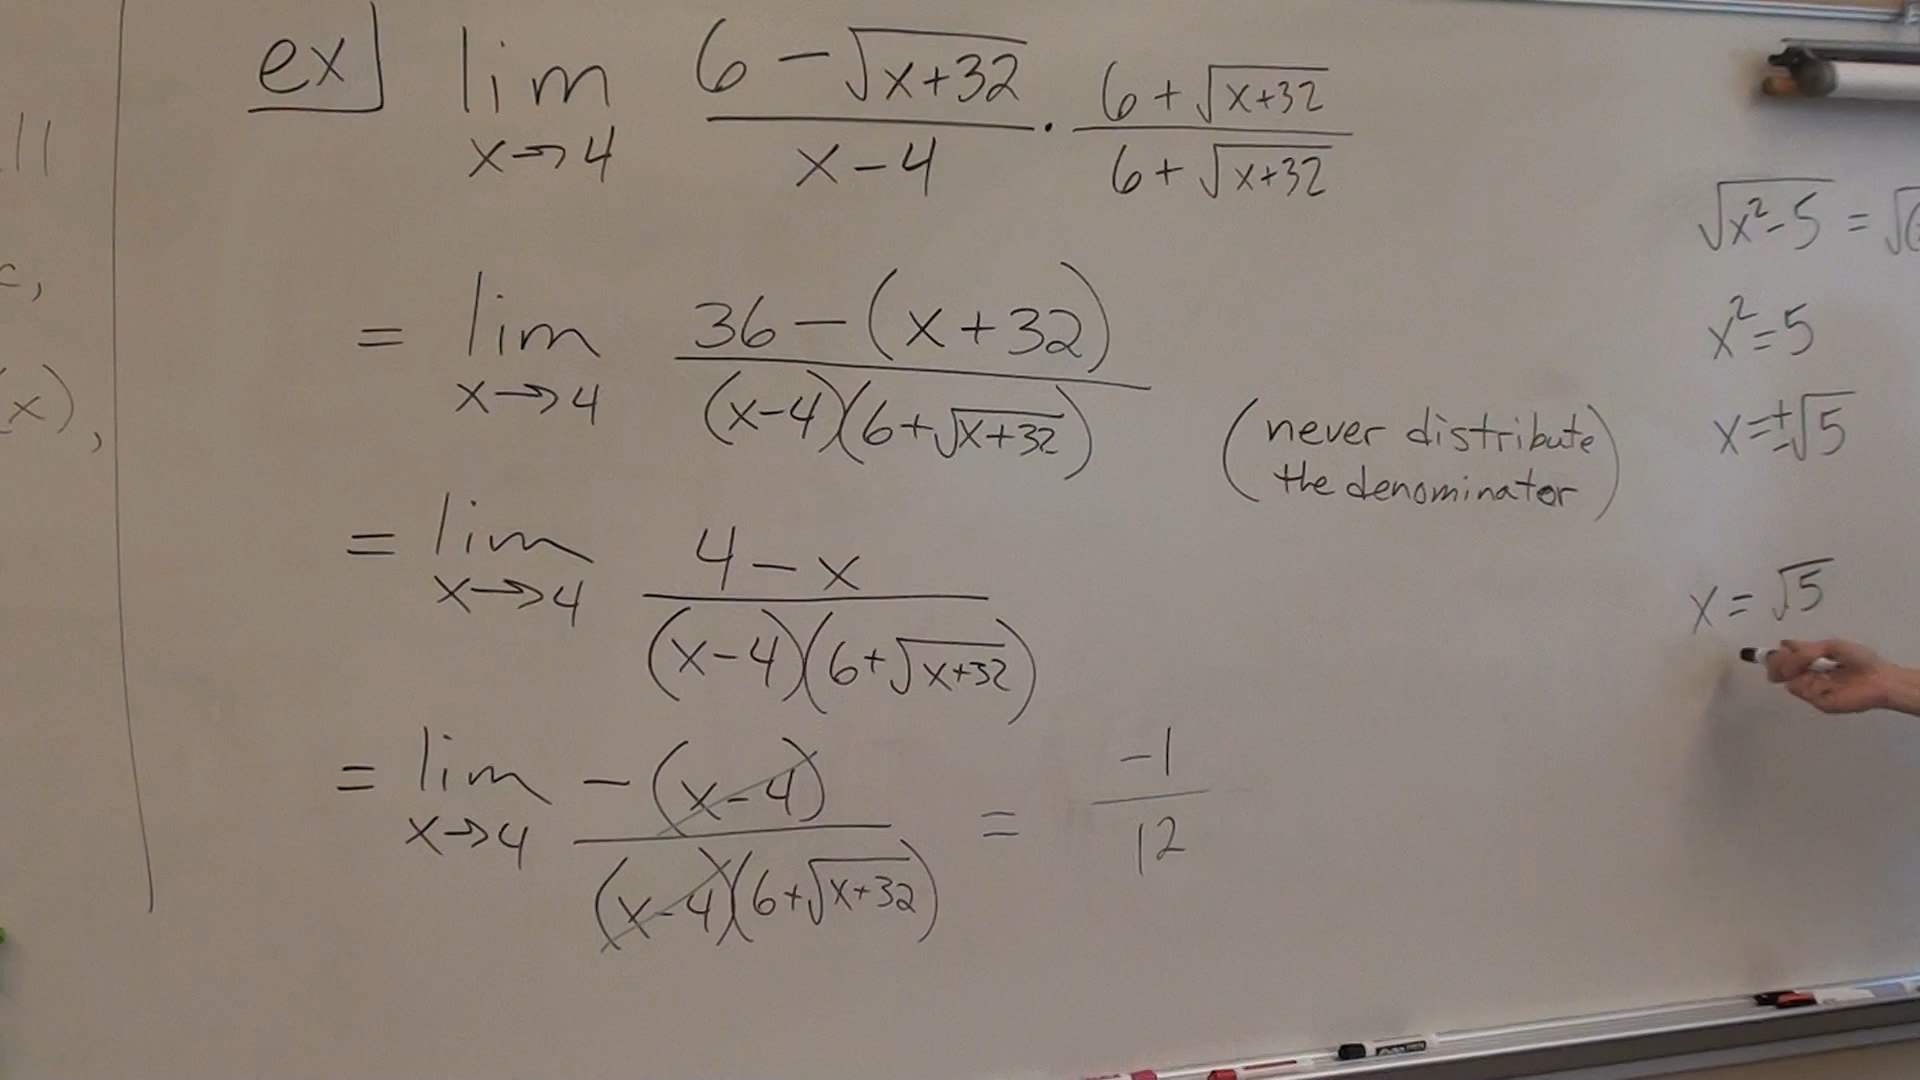 ex] lim x→4 (6 − √(x+32))/(x − 4) · (6 + √(x+32))/(6 + √(x+32))
= lim x→4 (36 − (x + 32))/((x−4)(6+√(x+32)))
(never distribute
the denominator)
= lim x→4 (4 − x)/((x−4)(6+√(x+32)))
= lim x→4 −(x−4)/((x−4)(6+√(x+32))) = −1/12
√(x²−5) = √
x² = 5
x = ±√5
x = √5
ll
c,
(x),